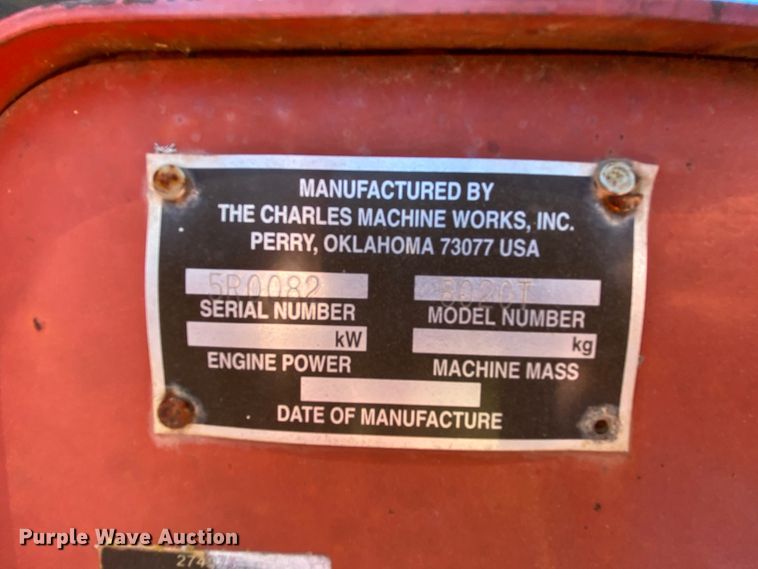 MANUFACTURED BY
THE CHARLES MACHINE WORKS, INC.
PERRY, OKLAHOMA 73077 USA
5R0082
SERIAL NUMBER
MODEL NUMBER
kW
kg
ENGINE POWER
MACHINE MASS
DATE OF MANUFACTURE
Purple Wave Auction